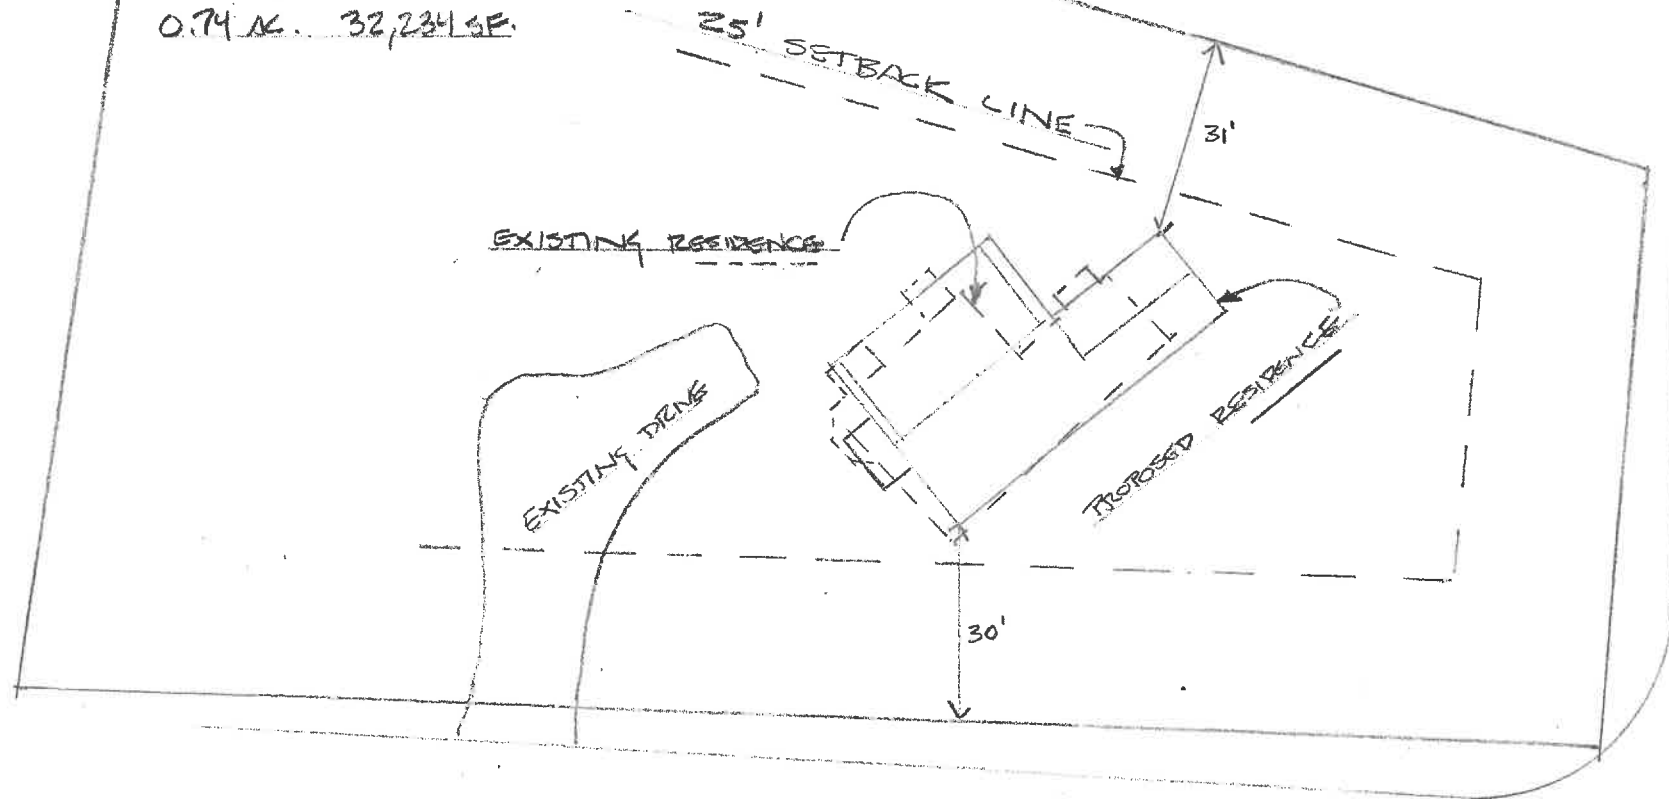 0.74 AC. 32,234 SF.
25' SETBACK LINE
31'
EXISTING RESIDENCE
EXISTING DRIVE
PROPOSED RESIDENCE
30'